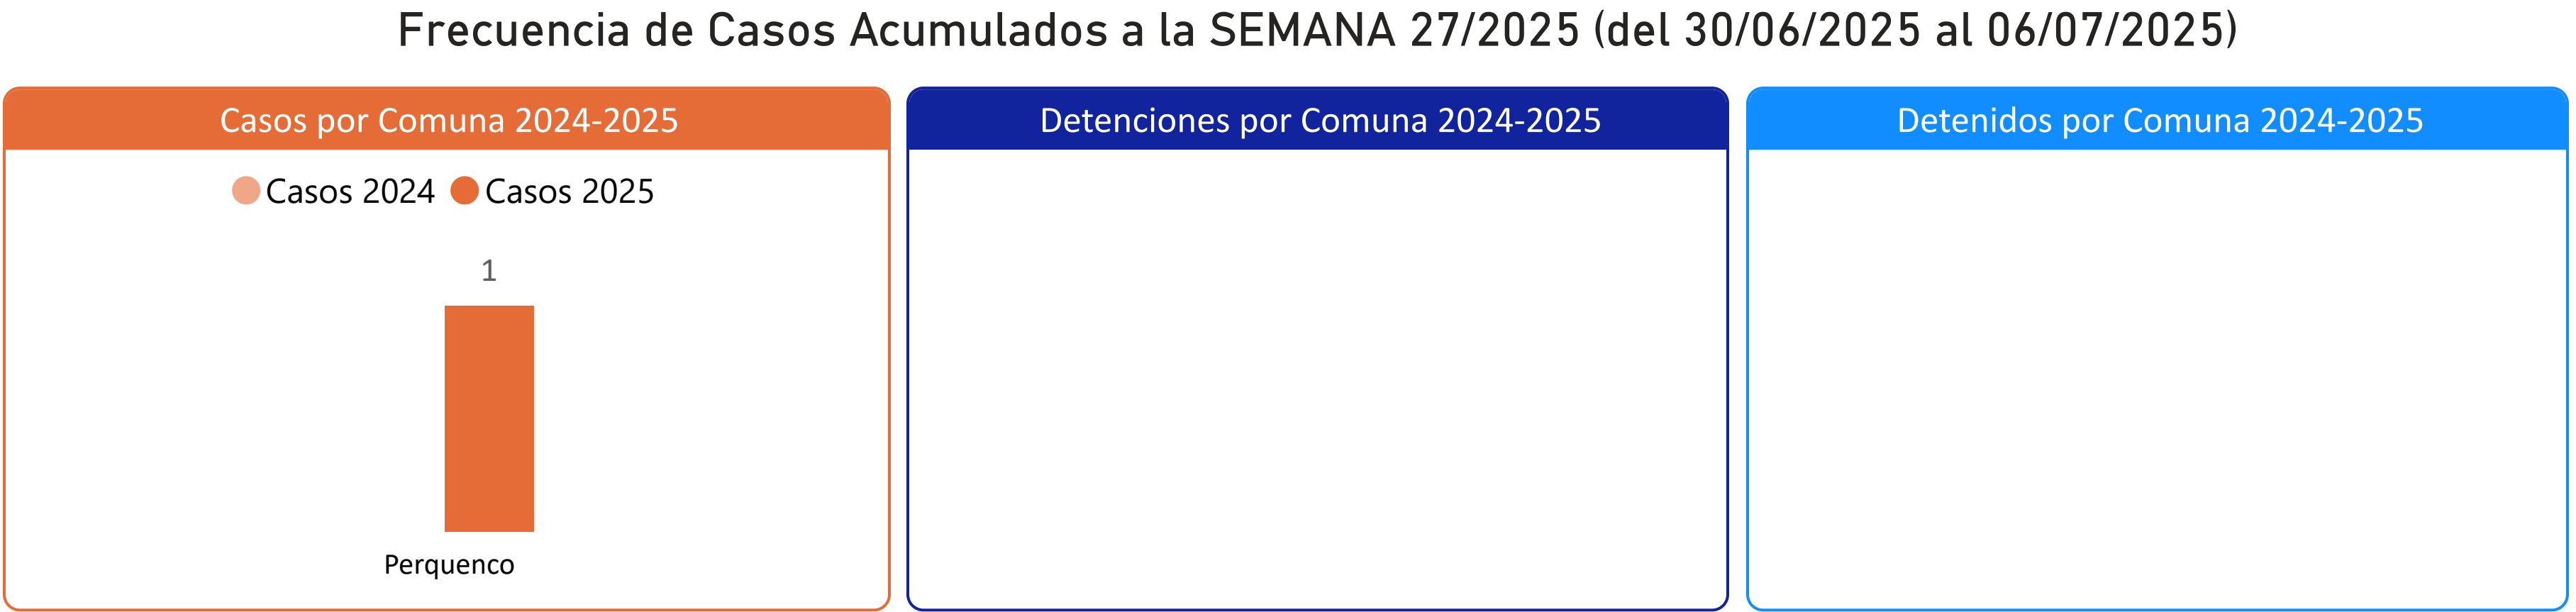 Frecuencia de Casos Acumulados a la SEMANA 27/2025 (del 30/06/2025 al 06/07/2025)
Casos por Comuna 2024-2025
Casos 2024 Casos 2025
1
Perquenco
Detenciones por Comuna 2024-2025
Detenidos por Comuna 2024-2025